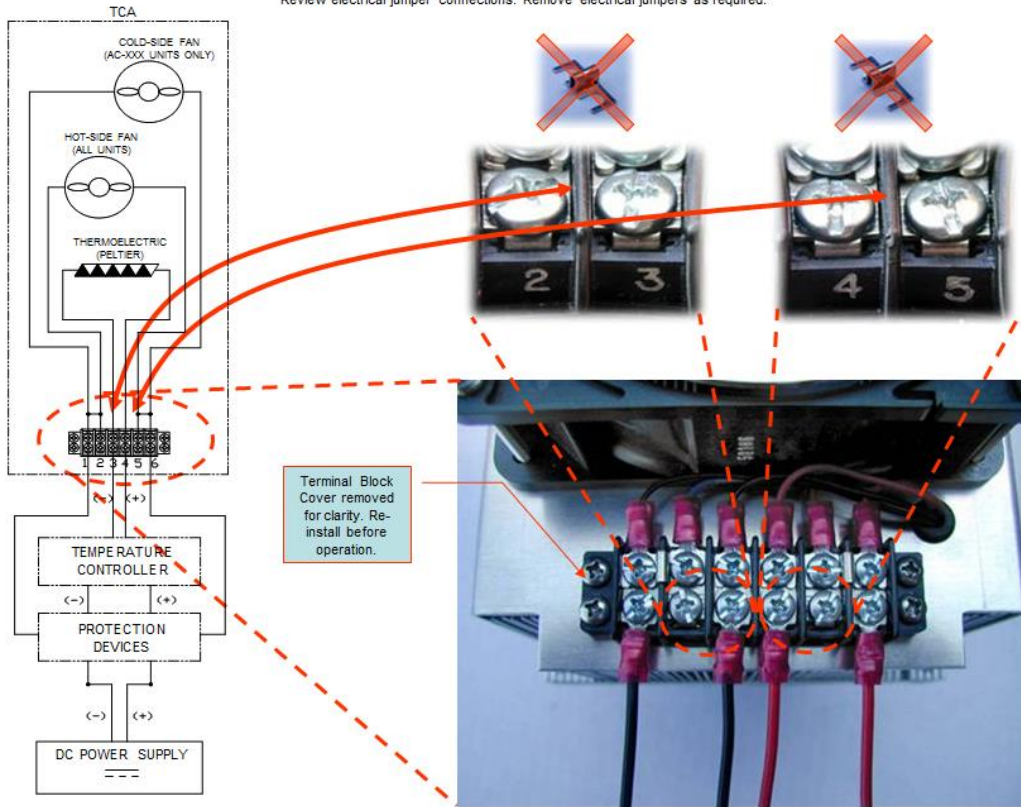 Review electrical jumper connections. Remove electrical jumpers as required.
TCA
COLD-SIDE FAN
(AC-XXX UNITS ONLY)
HOT-SIDE FAN
(ALL UNITS)
THERMOELECTRIC
(PELTIER)
1 2 3 4 5 6
(-) (+)
TEMPERATURE
CONTROLLER
(-) (+)
PROTECTION
DEVICES
(-) (+)
DC POWER SUPPLY
2 3
4 5
Terminal Block
Cover removed
for clarity. Re-
install before
operation.